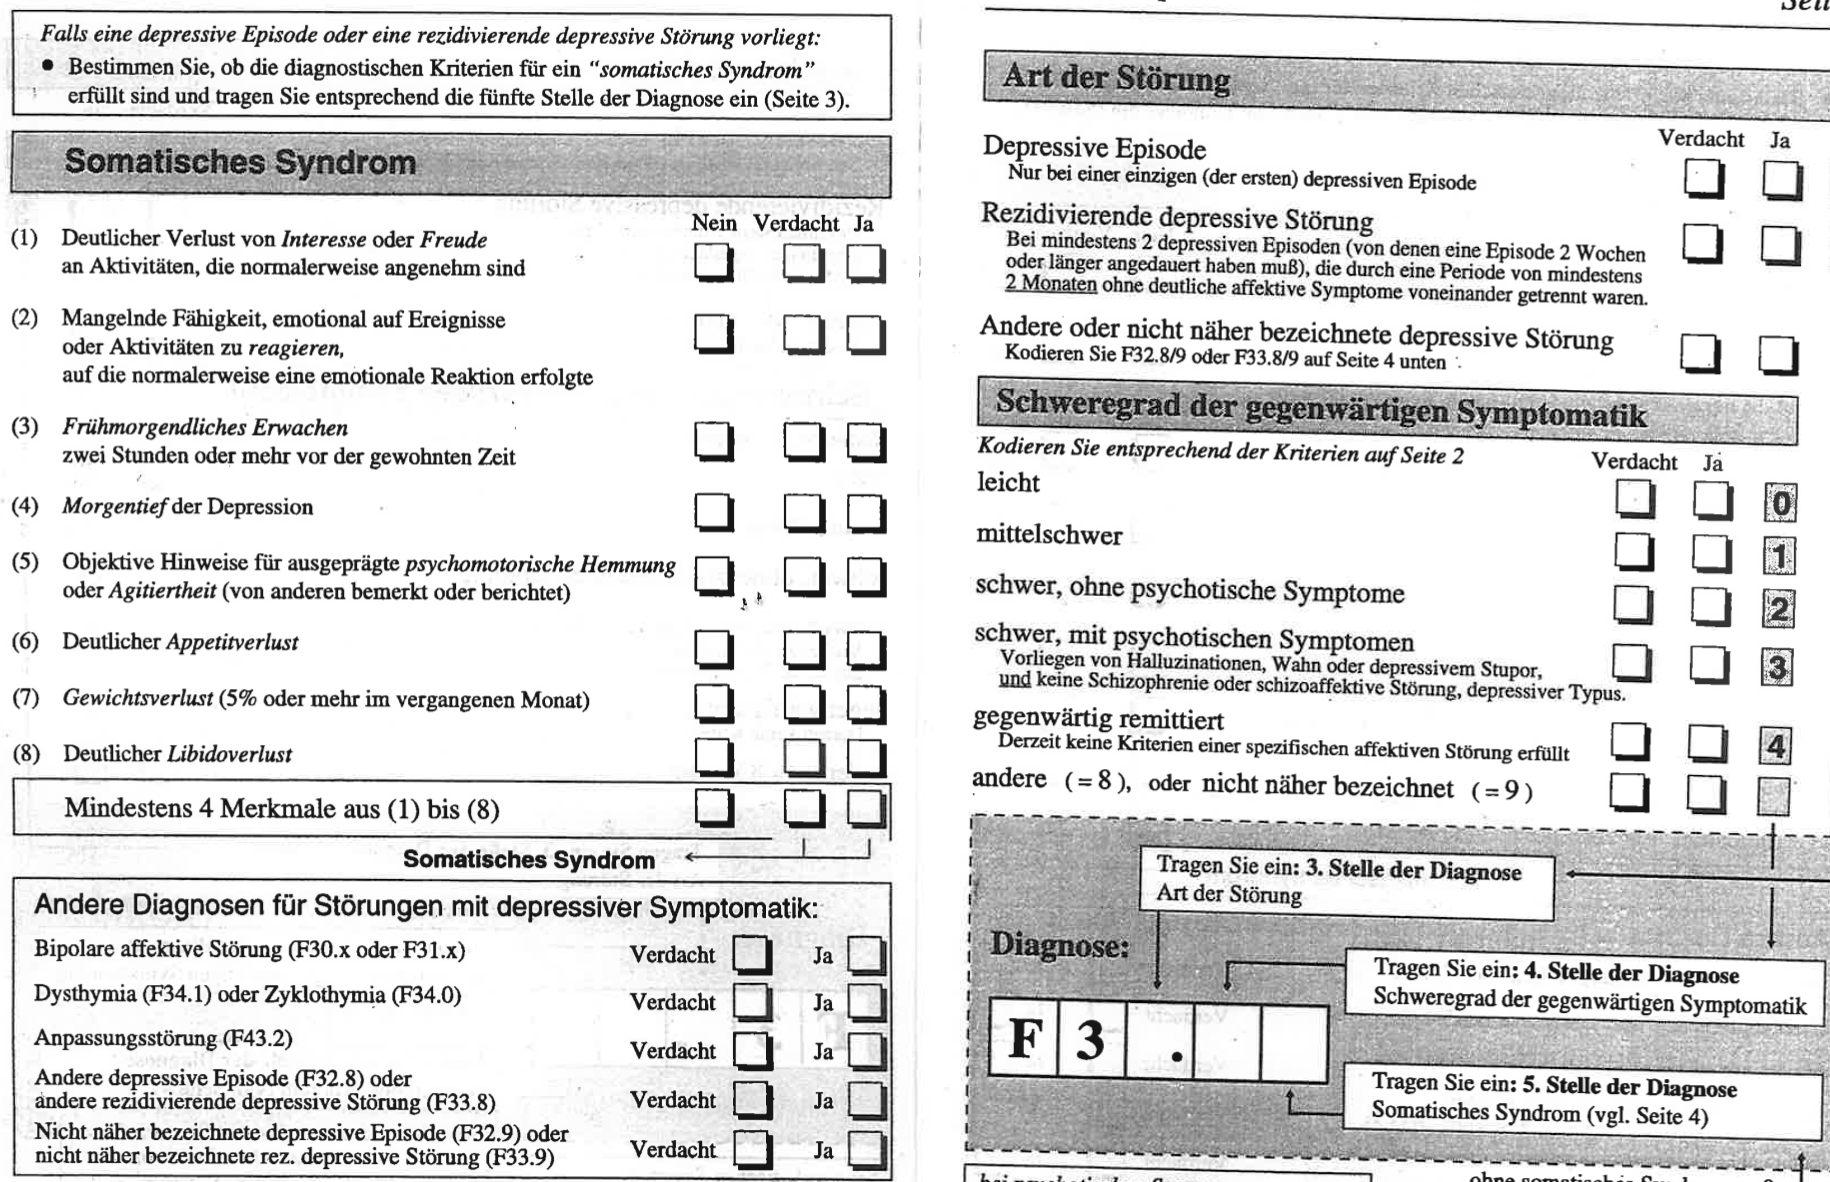 Falls eine depressive Episode oder eine rezidivierende depressive Störung vorliegt:
● Bestimmen Sie, ob die diagnostischen Kriterien für ein “somatisches Syndrom”
erfüllt sind und tragen Sie entsprechend die fünfte Stelle der Diagnose ein (Seite 3).
Somatisches Syndrom
Nein Verdacht Ja
(1) Deutlicher Verlust von Interesse oder Freude
an Aktivitäten, die normalerweise angenehm sind
(2) Mangelnde Fähigkeit, emotional auf Ereignisse
oder Aktivitäten zu reagieren,
auf die normalerweise eine emotionale Reaktion erfolgte
(3) Frühmorgendliches Erwachen
zwei Stunden oder mehr vor der gewohnten Zeit
(4) Morgentief der Depression
(5) Objektive Hinweise für ausgeprägte psychomotorische Hemmung
oder Agitiertheit (von anderen bemerkt oder berichtet)
(6) Deutlicher Appetitverlust
(7) Gewichtsverlust (5% oder mehr im vergangenen Monat)
(8) Deutlicher Libidoverlust
Mindestens 4 Merkmale aus (1) bis (8)
Somatisches Syndrom
Andere Diagnosen für Störungen mit depressiver Symptomatik:
Bipolare affektive Störung (F30.x oder F31.x) Verdacht Ja
Dysthymia (F34.1) oder Zyklothymia (F34.0) Verdacht Ja
Anpassungsstörung (F43.2) Verdacht Ja
Andere depressive Episode (F32.8) oder
andere rezidivierende depressive Störung (F33.8) Verdacht Ja
Nicht näher bezeichnete depressive Episode (F32.9) oder
nicht näher bezeichnete rez. depressive Störung (F33.9) Verdacht Ja
Art der Störung
Verdacht Ja
Depressive Episode
Nur bei einer einzigen (der ersten) depressiven Episode
Rezidivierende depressive Störung
Bei mindestens 2 depressiven Episoden (von denen eine Episode 2 Wochen
oder länger angedauert haben muß), die durch eine Periode von mindestens
2 Monaten ohne deutliche affektive Symptome voneinander getrennt waren.
Andere oder nicht näher bezeichnete depressive Störung
Kodieren Sie F32.8/9 oder F33.8/9 auf Seite 4 unten
Schweregrad der gegenwärtigen Symptomatik
Kodieren Sie entsprechend der Kriterien auf Seite 2 Verdacht Ja
leicht 0
mittelschwer 1
schwer, ohne psychotische Symptome 2
schwer, mit psychotischen Symptomen 3
Vorliegen von Halluzinationen, Wahn oder depressivem Stupor,
und keine Schizophrenie oder schizoaffektive Störung, depressiver Typus.
gegenwärtig remittiert 4
Derzeit keine Kriterien einer spezifischen affektiven Störung erfüllt
andere (=8), oder nicht näher bezeichnet (=9)
Tragen Sie ein: 3. Stelle der Diagnose
Art der Störung
Diagnose:
Tragen Sie ein: 4. Stelle der Diagnose
Schweregrad der gegenwärtigen Symptomatik
F 3 .
Tragen Sie ein: 5. Stelle der Diagnose
Somatisches Syndrom (vgl. Seite 4)